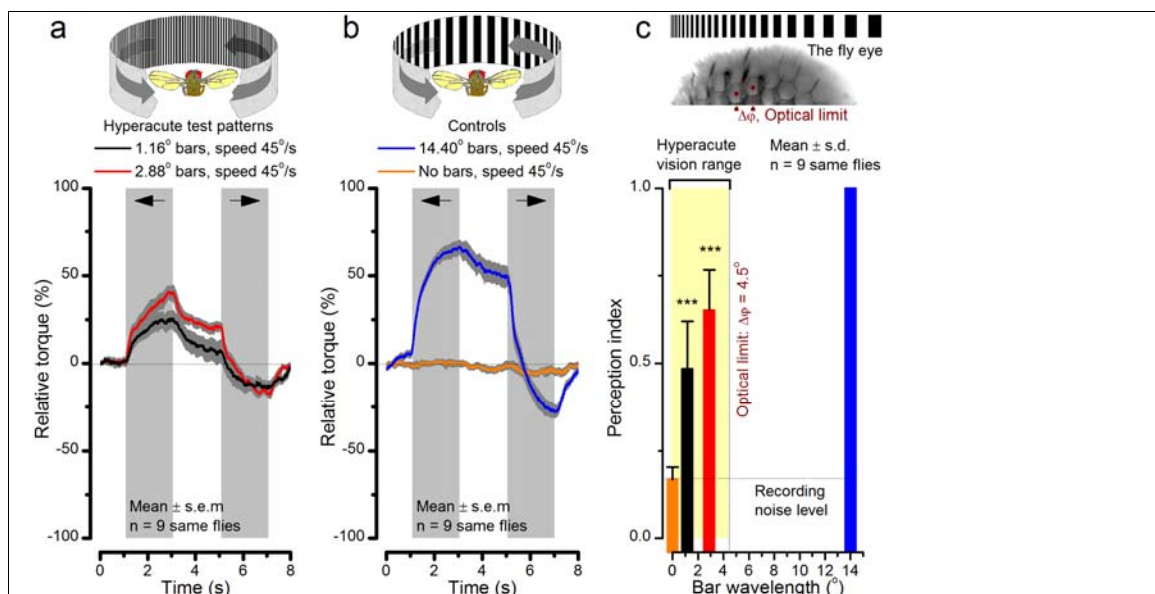 a
Hyperacute test patterns
1.16° bars, speed 45°/s
2.88° bars, speed 45°/s
100
50
0
-50
-100
Relative torque (%)
Mean ± s.e.m
n = 9 same flies
0 2 4 6 8
Time (s)
b
Controls
14.40° bars, speed 45°/s
No bars, speed 45°/s
100
50
0
-50
-100
Relative torque (%)
Mean ± s.e.m
n = 9 same flies
0 2 4 6 8
Time (s)
c
The fly eye
Δφ, Optical limit
Hyperacute
vision range
Mean ± s.d.
n = 9 same flies
1.0
0.5
0.0
Perception index
***
***
Optical limit: Δφ = 4.5°
Recording
noise level
0 2 4 6 8 10 12 14
Bar wavelength (°)